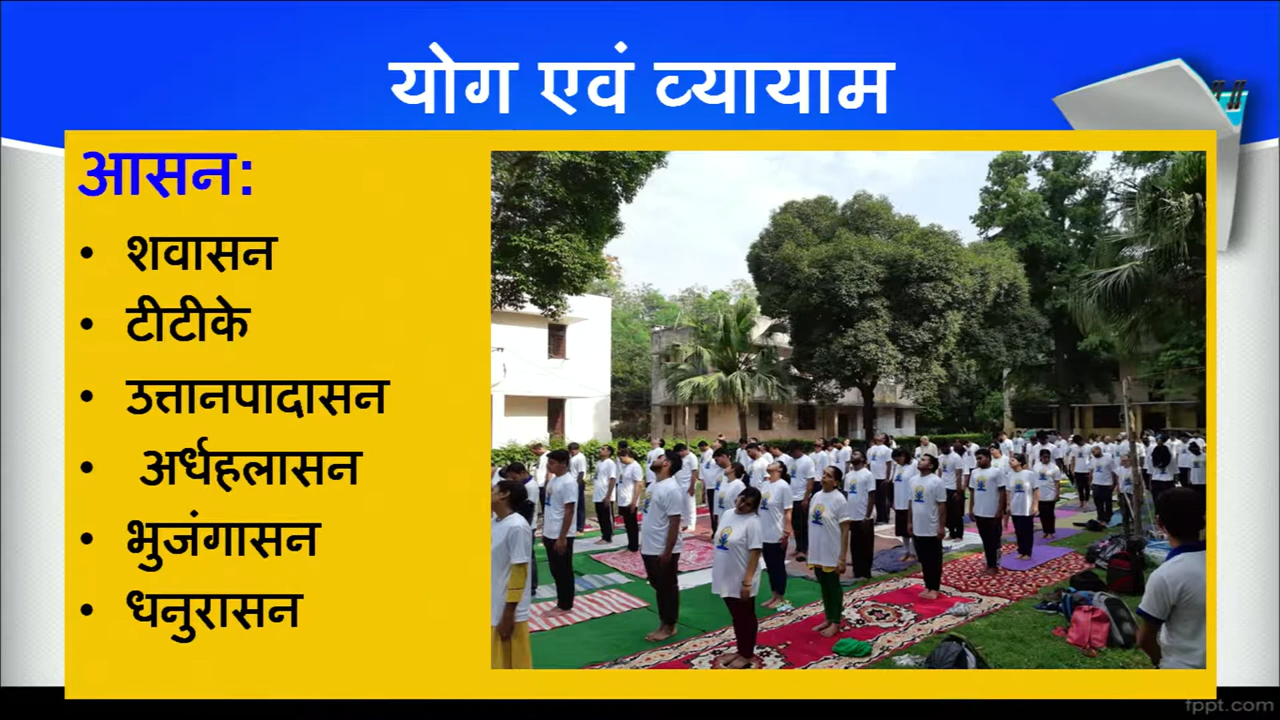 योग एवं व्यायाम
आसन:
• शवासन
• टीटीके
• उत्तानपादासन
• अर्धहलासन
• भुजंगासन
• धनुरासन
fppt.com